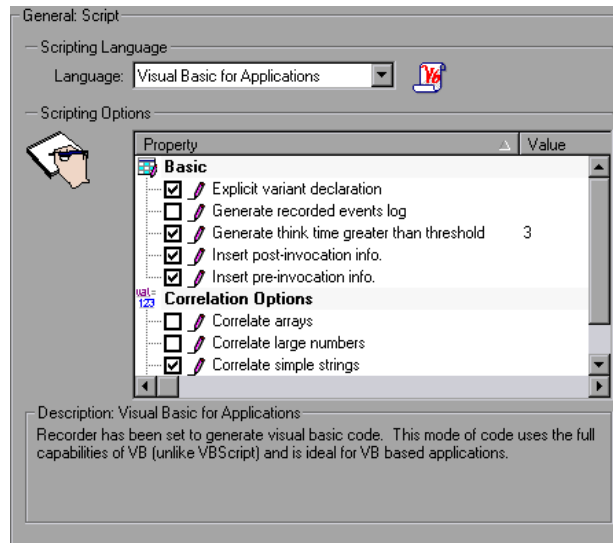 General: Script
Scripting Language
Language: Visual Basic for Applications
Scripting Options
Property Value
Basic
Explicit variant declaration
Generate recorded events log
Generate think time greater than threshold 3
Insert post-invocation info.
Insert pre-invocation info.
val=
123
Correlation Options
Correlate arrays
Correlate large numbers
Correlate simple strings
Description: Visual Basic for Applications
Recorder has been set to generate visual basic code. This mode of code uses the full
capabilities of VB (unlike VBScript) and is ideal for VB based applications.